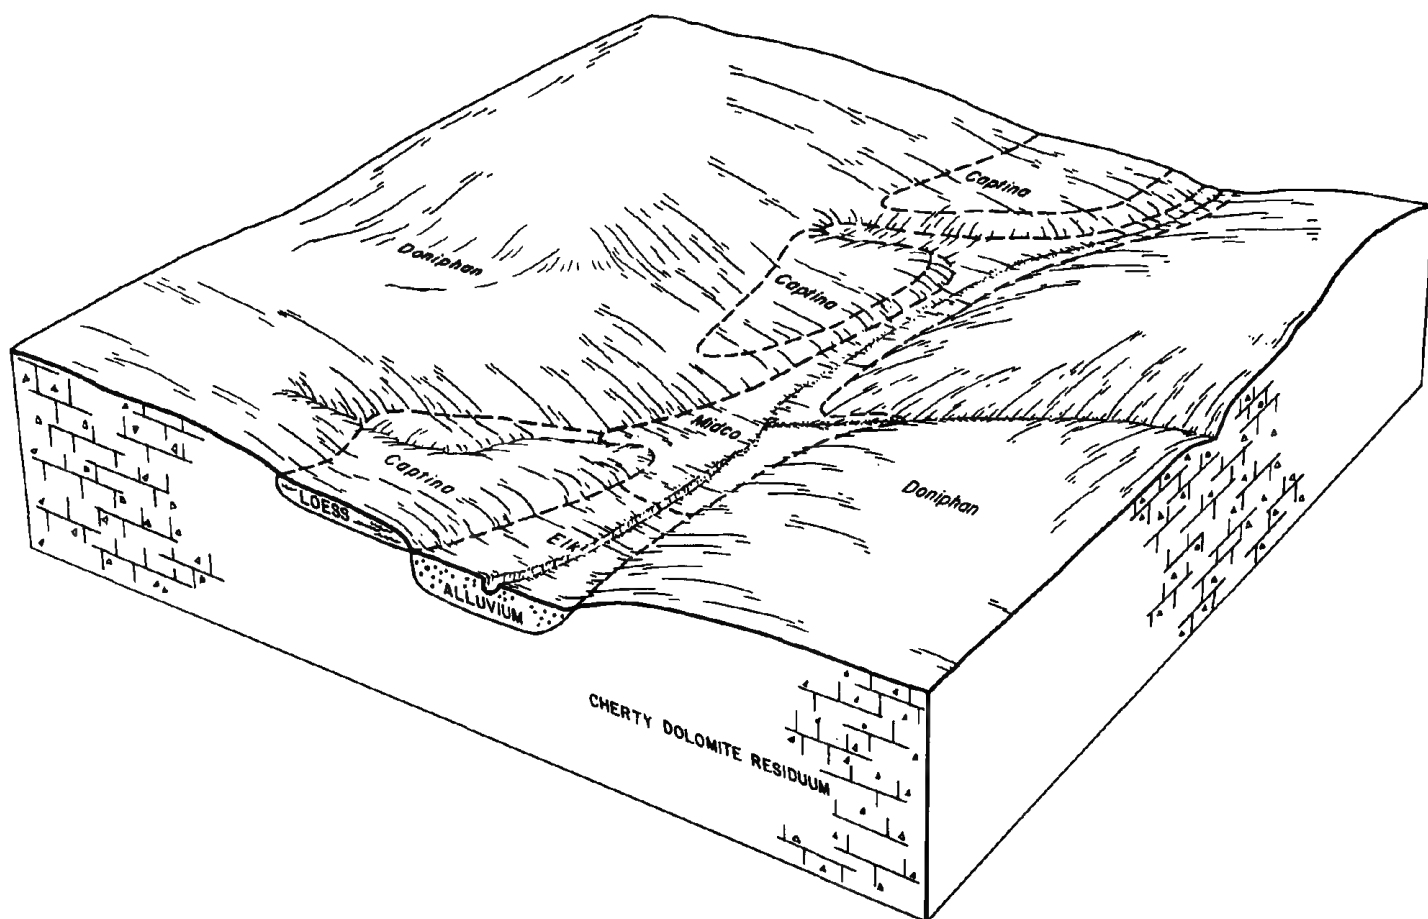 Captina
Doniphan
Captina
Midco
Captina
Doniphan
LOESS
Elk
ALLUVIUM
CHERTY DOLOMITE RESIDUUM